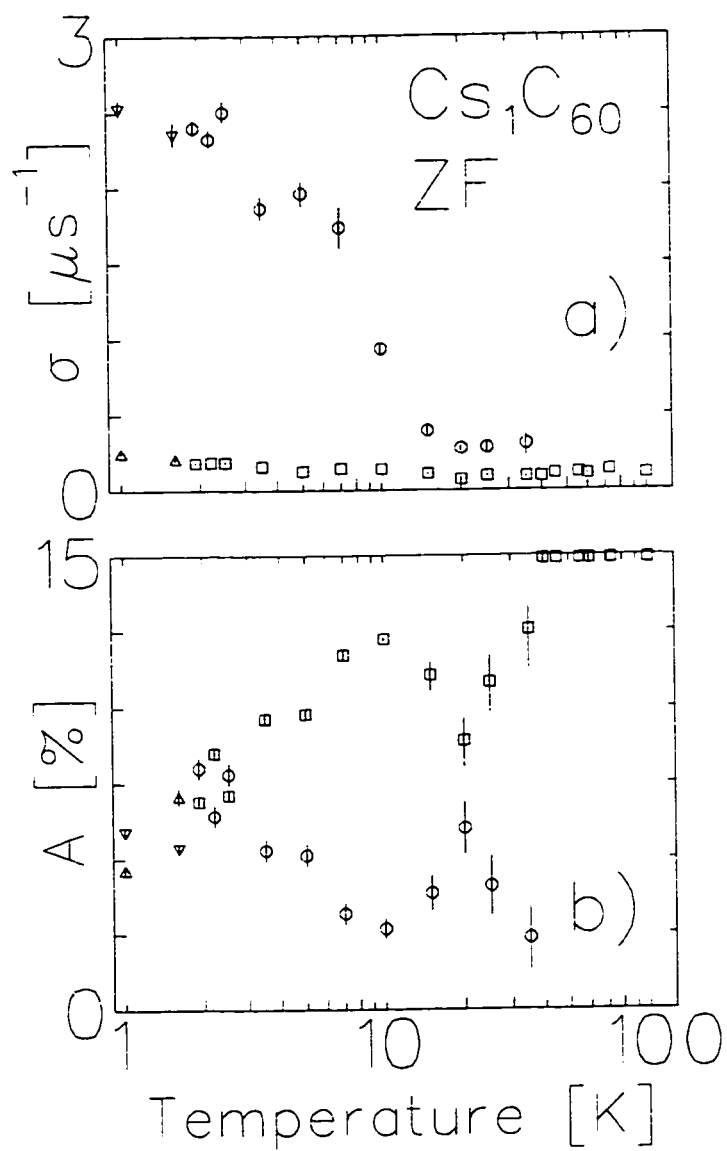 3
Cs₁C₆₀
ZF
σ [μs⁻¹]
a)
0
15
A [%]
b)
0
1 10 100
Temperature [K]